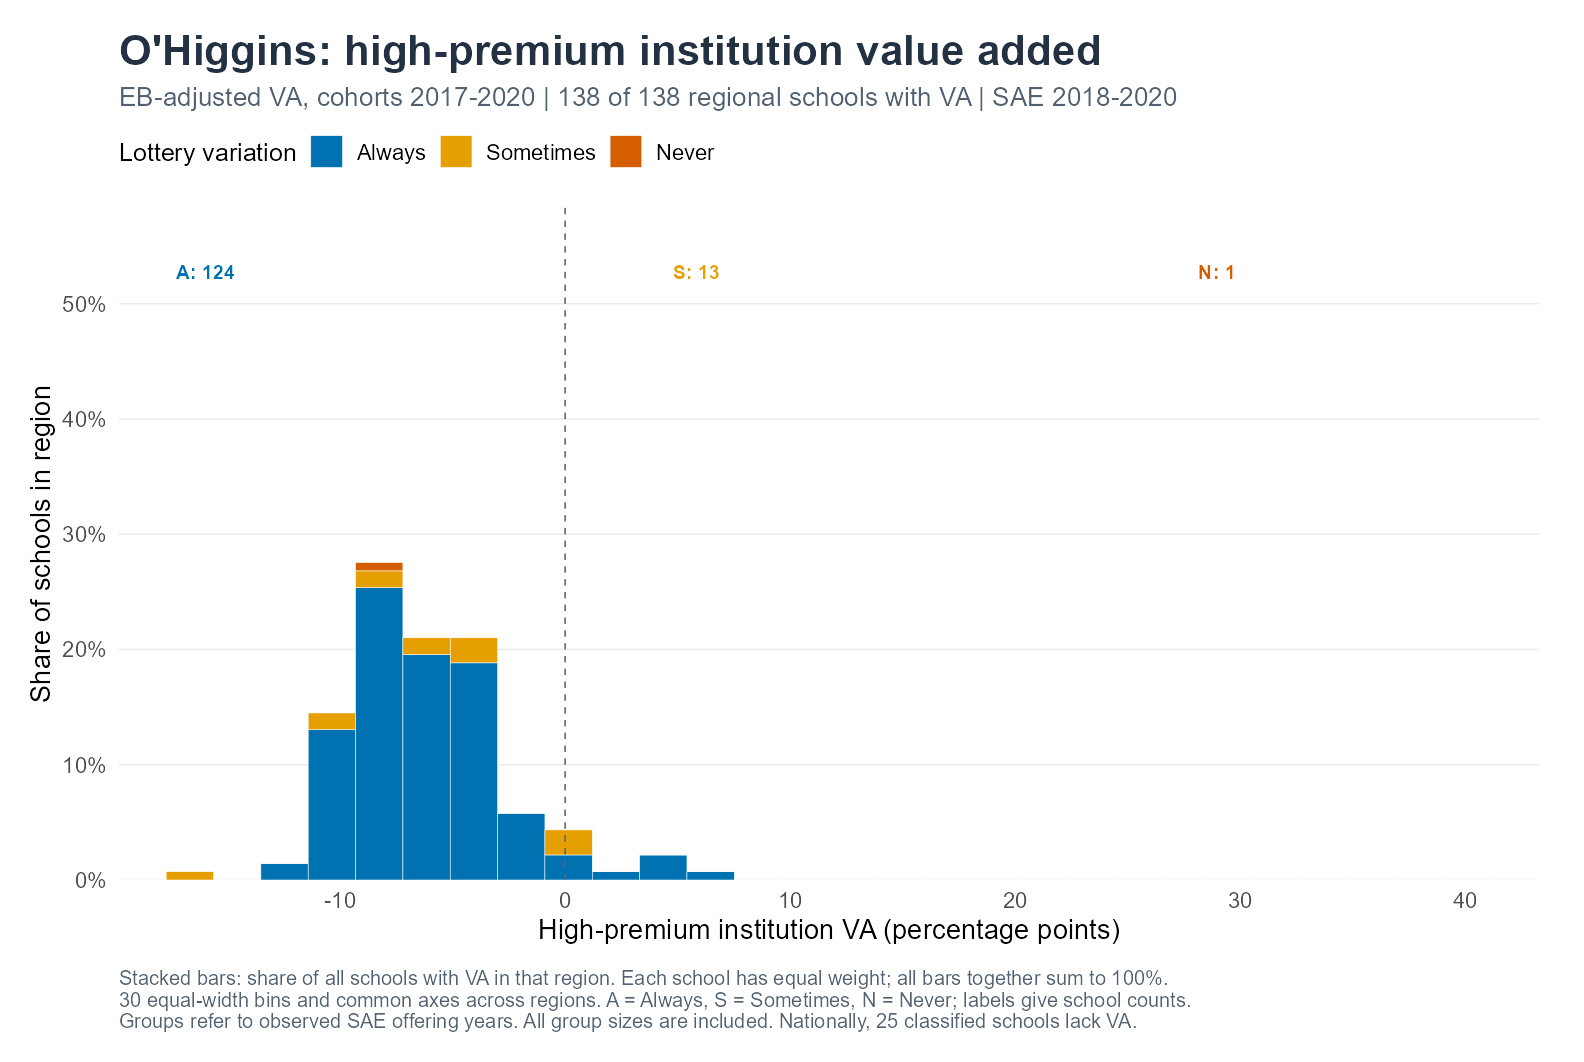 O'Higgins: high-premium institution value added
EB-adjusted VA, cohorts 2017-2020 | 138 of 138 regional schools with VA | SAE 2018-2020
Lottery variation Always Sometimes Never
A: 124 S: 13 N: 1
50%
40%
30%
20%
10%
0%
Share of schools in region
-10 0 10 20 30 40
High-premium institution VA (percentage points)
Stacked bars: share of all schools with VA in that region. Each school has equal weight; all bars together sum to 100%.
30 equal-width bins and common axes across regions. A = Always, S = Sometimes, N = Never; labels give school counts.
Groups refer to observed SAE offering years. All group sizes are included. Nationally, 25 classified schools lack VA.